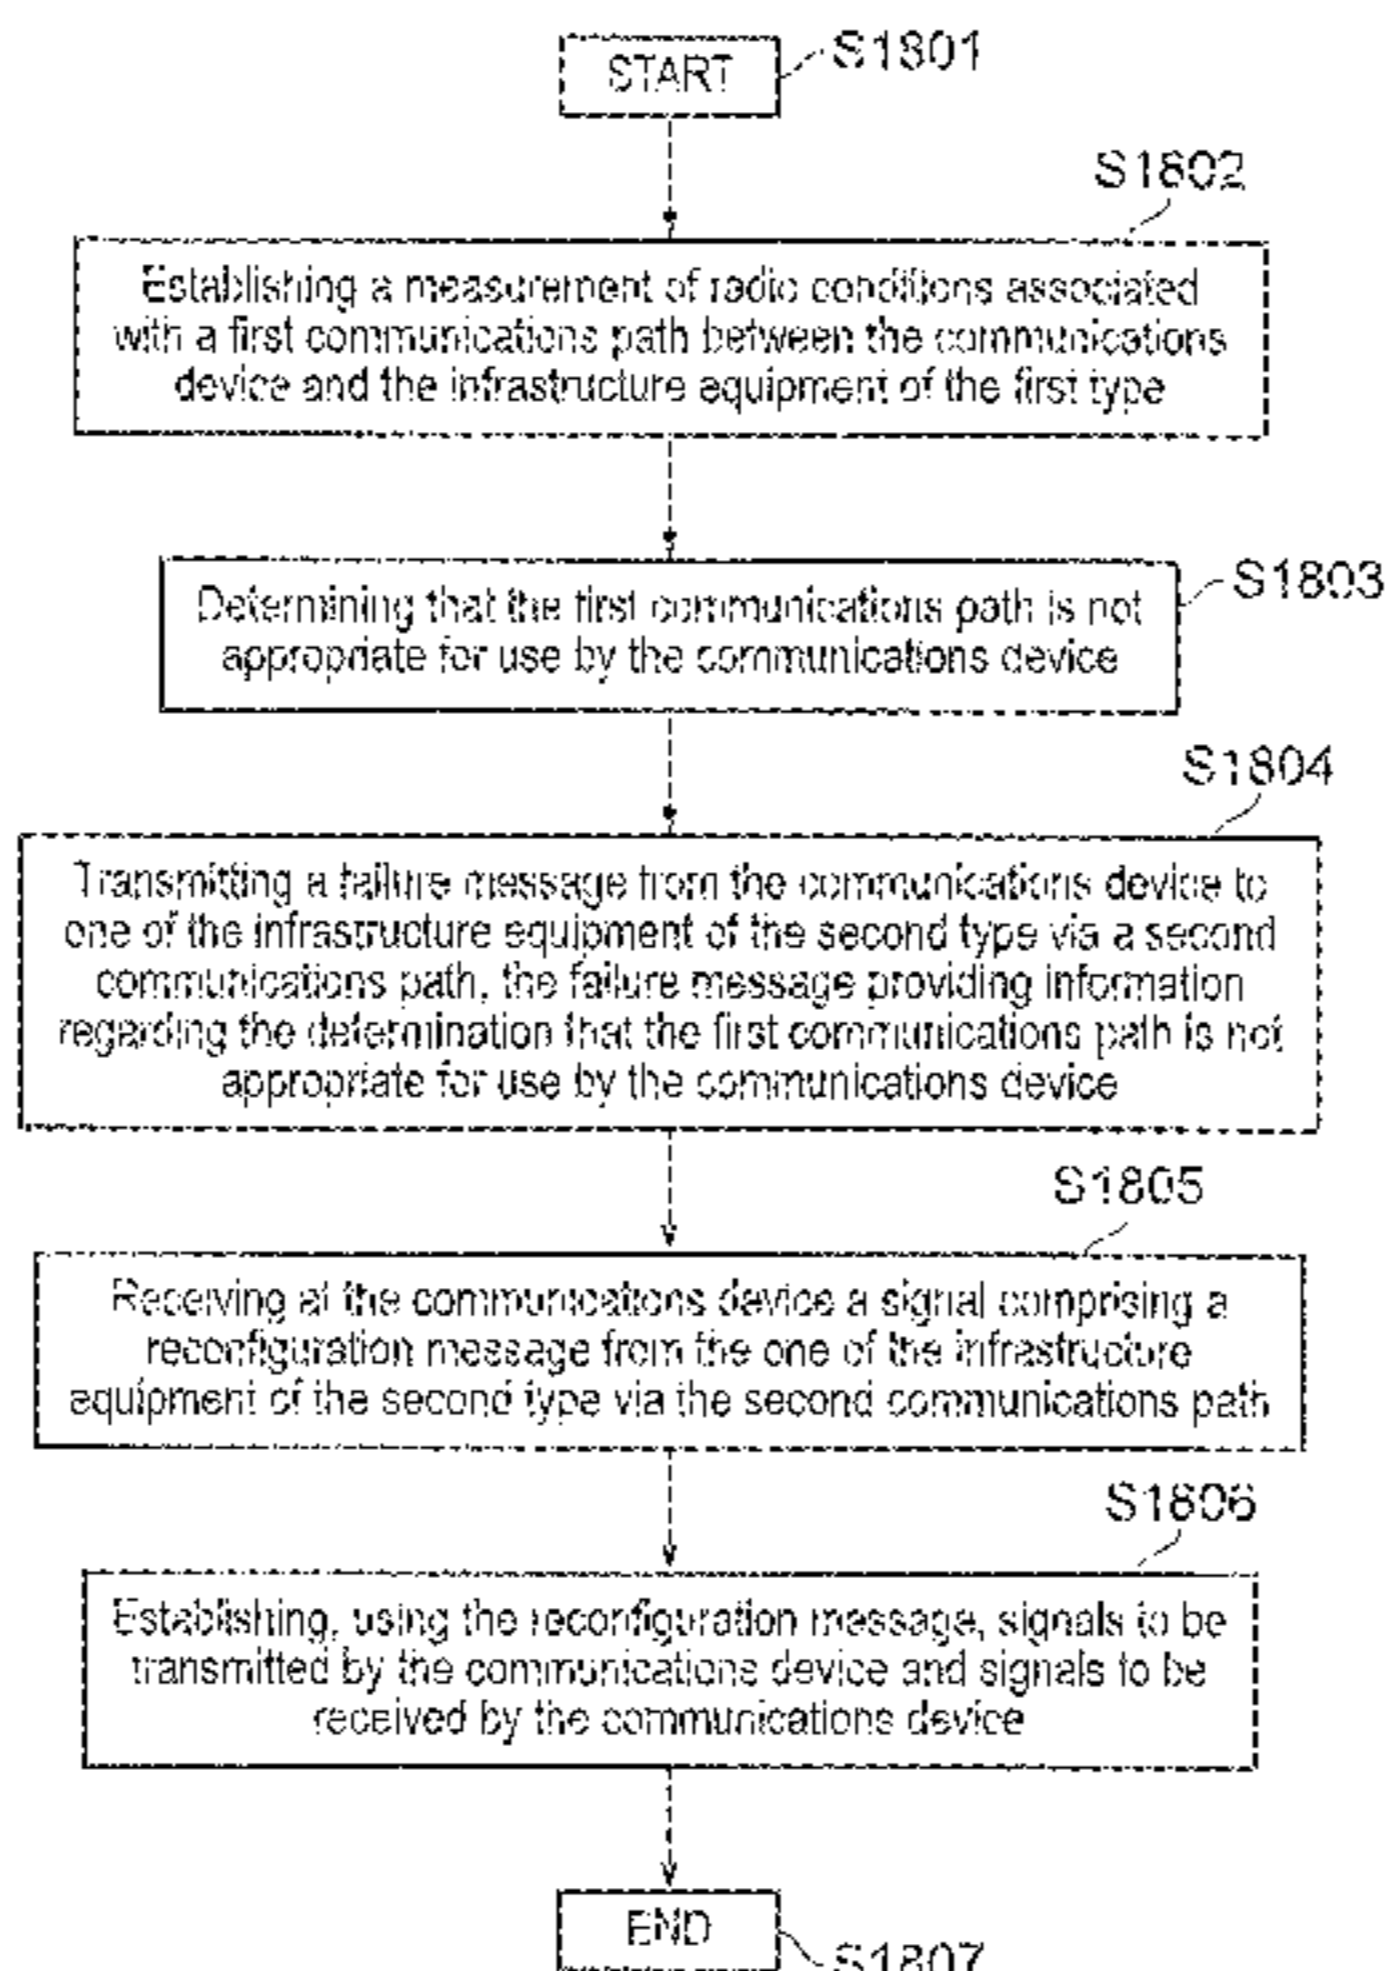 START
S1801
S1802
Establishing a measurement of radio conditions associated
with a first communications path between the communications
device and the infrastructure equipment of the first type
S1803
Determining that the first communications path is not
appropriate for use by the communications device
S1804
Transmitting a failure message from the communications device to
one of the infrastructure equipment of the second type via a second
communications path, the failure message providing information
regarding the determination that the first communications path is not
appropriate for use by the communications device
S1805
Receiving at the communications device a signal comprising a
reconfiguration message from the one of the infrastructure
equipment of the second type via the second communications path
S1806
Establishing, using the reconfiguration message, signals to be
transmitted by the communications device and signals to be
received by the communications device
END
S1807